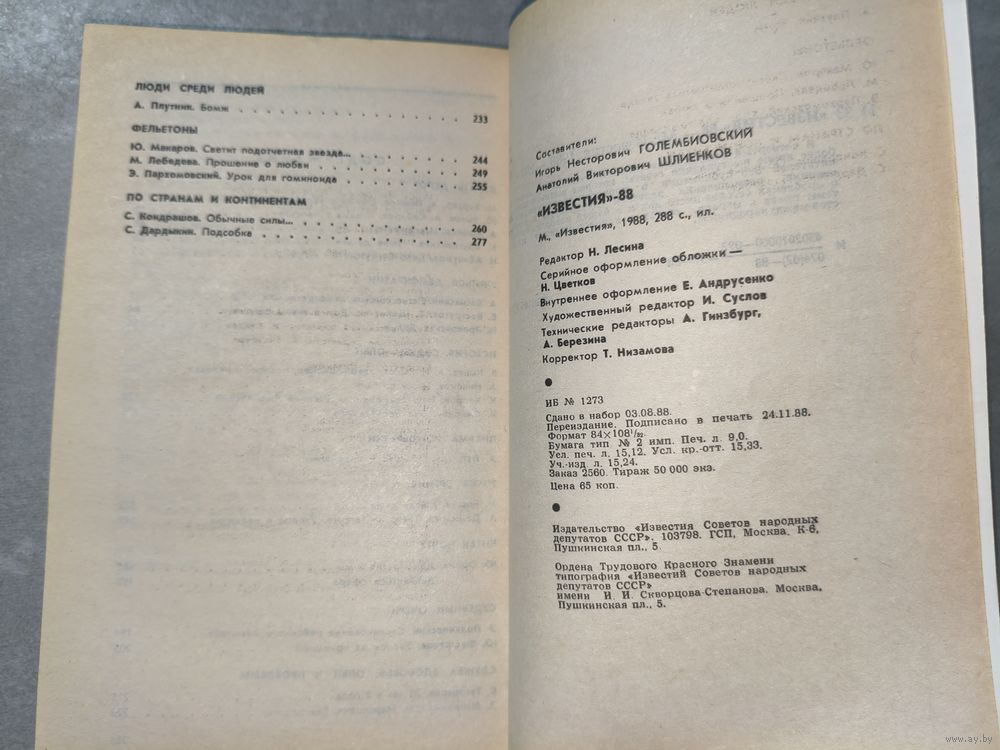 ЛЮДИ СРЕДИ ЛЮДЕЙ
А. Плутник. Бомж . . . . . . . . . . 233
ФЕЛЬЕТОНЫ
Ю. Макаров. Светит подотчетная звезда... . . . . 244
М. Лебедева. Прошение о любви . . . . . . 249
Э. Пархомовский. Урок для гоминоида . . . . . 255
ПО СТРАНАМ И КОНТИНЕНТАМ
С. Кондрашов. Обычные силы... . . . . . . 260
С. Дардыкин. Подсобка . . . . . . . . 277
Составители:
Игорь Несторович ГОЛЕМБИОВСКИЙ
Анатолий Викторович ШЛИЕНКОВ
«ИЗВЕСТИЯ»-88
М., «Известия», 1988, 288 с., ил.
Редактор Н. Лесина
Серийное оформление обложки —
Н. Цветков
Внутреннее оформление Е. Андрусенко
Художественный редактор И. Суслов
Технические редакторы А. Гинзбург,
А. Березина
Корректор Т. Низамова
ИБ № 1273
Сдано в набор 03.08.88.
Переиздание. Подписано в печать 24.11.88.
Формат 84×108¹/₃₂.
Бумага тип. № 2 имп. Печ. л. 9,0.
Усл. печ. л. 15,12. Усл. кр.-отт. 15,33.
Уч.-изд. л. 15,24.
Заказ 2560. Тираж 50 000 экз.
Цена 65 коп.
Издательство «Известия Советов народных
депутатов СССР». 103798. ГСП, Москва. К-6,
Пушкинская пл., 5.
Ордена Трудового Красного Знамени
типография «Известий Советов народных
депутатов СССР»
имени И. И. Скворцова-Степанова. Москва,
Пушкинская пл., 5.
www.ay.by